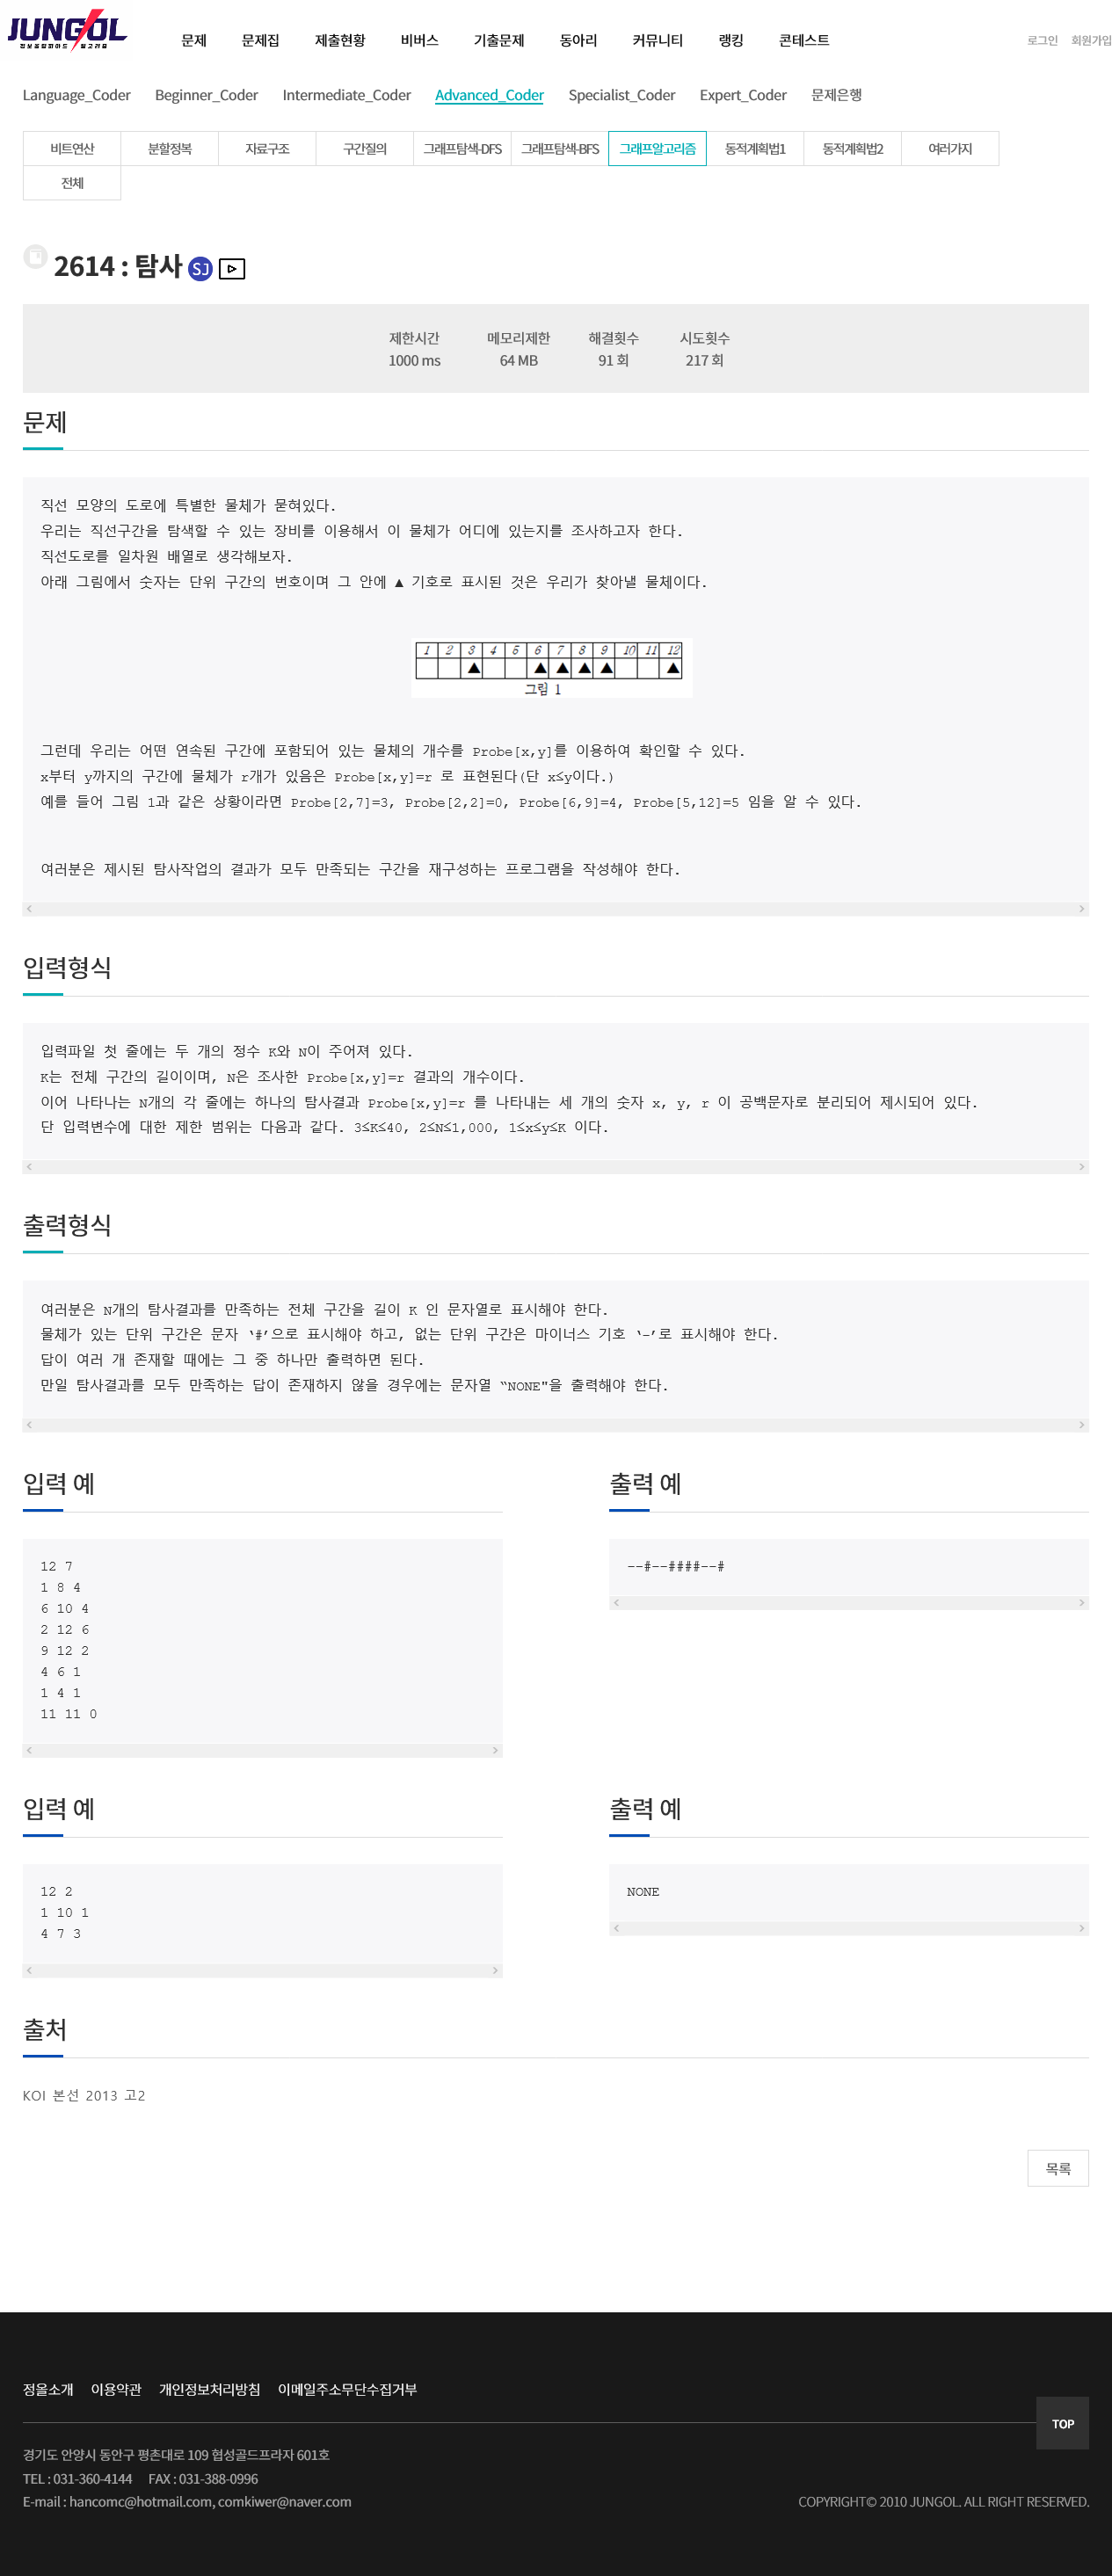 JUNGOL
정보올림피아드 알고리즘
문제 문제집 제출현황 비버스 기출문제 동아리 커뮤니티 랭킹 콘테스트
로그인 회원가입
Language_Coder Beginner_Coder Intermediate_Coder Advanced_Coder Specialist_Coder Expert_Coder 문제은행
비트연산 분할정복 자료구조 구간질의 그래프탐색-DFS 그래프탐색-BFS 그래프알고리즘 동적계획법1 동적계획법2 여러가지
전체
2614 : 탐사 SJ
제한시간 메모리제한 해결횟수 시도횟수
1000 ms 64 MB 91 회 217 회
문제
직선 모양의 도로에 특별한 물체가 묻혀있다.
우리는 직선구간을 탐색할 수 있는 장비를 이용해서 이 물체가 어디에 있는지를 조사하고자 한다.
직선도로를 일차원 배열로 생각해보자.
아래 그림에서 숫자는 단위 구간의 번호이며 그 안에 ▲ 기호로 표시된 것은 우리가 찾아낼 물체이다.
1 2 3 4 5 6 7 8 9 10 11 12
▲ ▲ ▲ ▲ ▲ ▲
그림 1
그런데 우리는 어떤 연속된 구간에 포함되어 있는 물체의 개수를 Probe[x,y]를 이용하여 확인할 수 있다.
x부터 y까지의 구간에 물체가 r개가 있음은 Probe[x,y]=r 로 표현된다(단 x≤y이다.)
예를 들어 그림 1과 같은 상황이라면 Probe[2,7]=3, Probe[2,2]=0, Probe[6,9]=4, Probe[5,12]=5 임을 알 수 있다.
여러분은 제시된 탐사작업의 결과가 모두 만족되는 구간을 재구성하는 프로그램을 작성해야 한다.
입력형식
입력파일 첫 줄에는 두 개의 정수 K와 N이 주어져 있다.
K는 전체 구간의 길이이며, N은 조사한 Probe[x,y]=r 결과의 개수이다.
이어 나타나는 N개의 각 줄에는 하나의 탐사결과 Probe[x,y]=r 를 나타내는 세 개의 숫자 x, y, r 이 공백문자로 분리되어 제시되어 있다.
단 입력변수에 대한 제한 범위는 다음과 같다. 3≤K≤40, 2≤N≤1,000, 1≤x≤y≤K 이다.
출력형식
여러분은 N개의 탐사결과를 만족하는 전체 구간을 길이 K 인 문자열로 표시해야 한다.
물체가 있는 단위 구간은 문자 ‘#’으로 표시해야 하고, 없는 단위 구간은 마이너스 기호 ‘-’로 표시해야 한다.
답이 여러 개 존재할 때에는 그 중 하나만 출력하면 된다.
만일 탐사결과를 모두 만족하는 답이 존재하지 않을 경우에는 문자열 “NONE"을 출력해야 한다.
입력 예
12 7
1 8 4
6 10 4
2 12 6
9 12 2
4 6 1
1 4 1
11 11 0
출력 예
--#--####--#
입력 예
12 2
1 10 1
4 7 3
출력 예
NONE
출처
KOI 본선 2013 고2
목록
정올소개 이용약관 개인정보처리방침 이메일주소무단수집거부
TOP
경기도 안양시 동안구 평촌대로 109 협성골드프라자 601호
TEL : 031-360-4144 FAX : 031-388-0996
E-mail : hancomc@hotmail.com, comkiwer@naver.com
COPYRIGHT© 2010 JUNGOL. ALL RIGHT RESERVED.